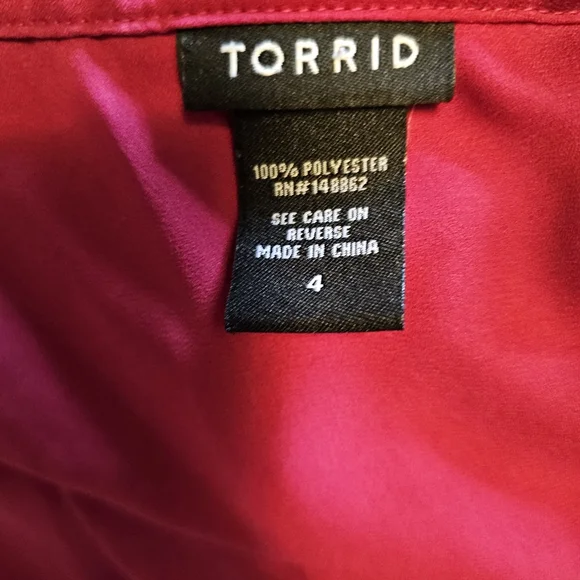 TORRID
100% POLYESTER
RN#148862
SEE CARE ON
REVERSE
MADE IN CHINA
4